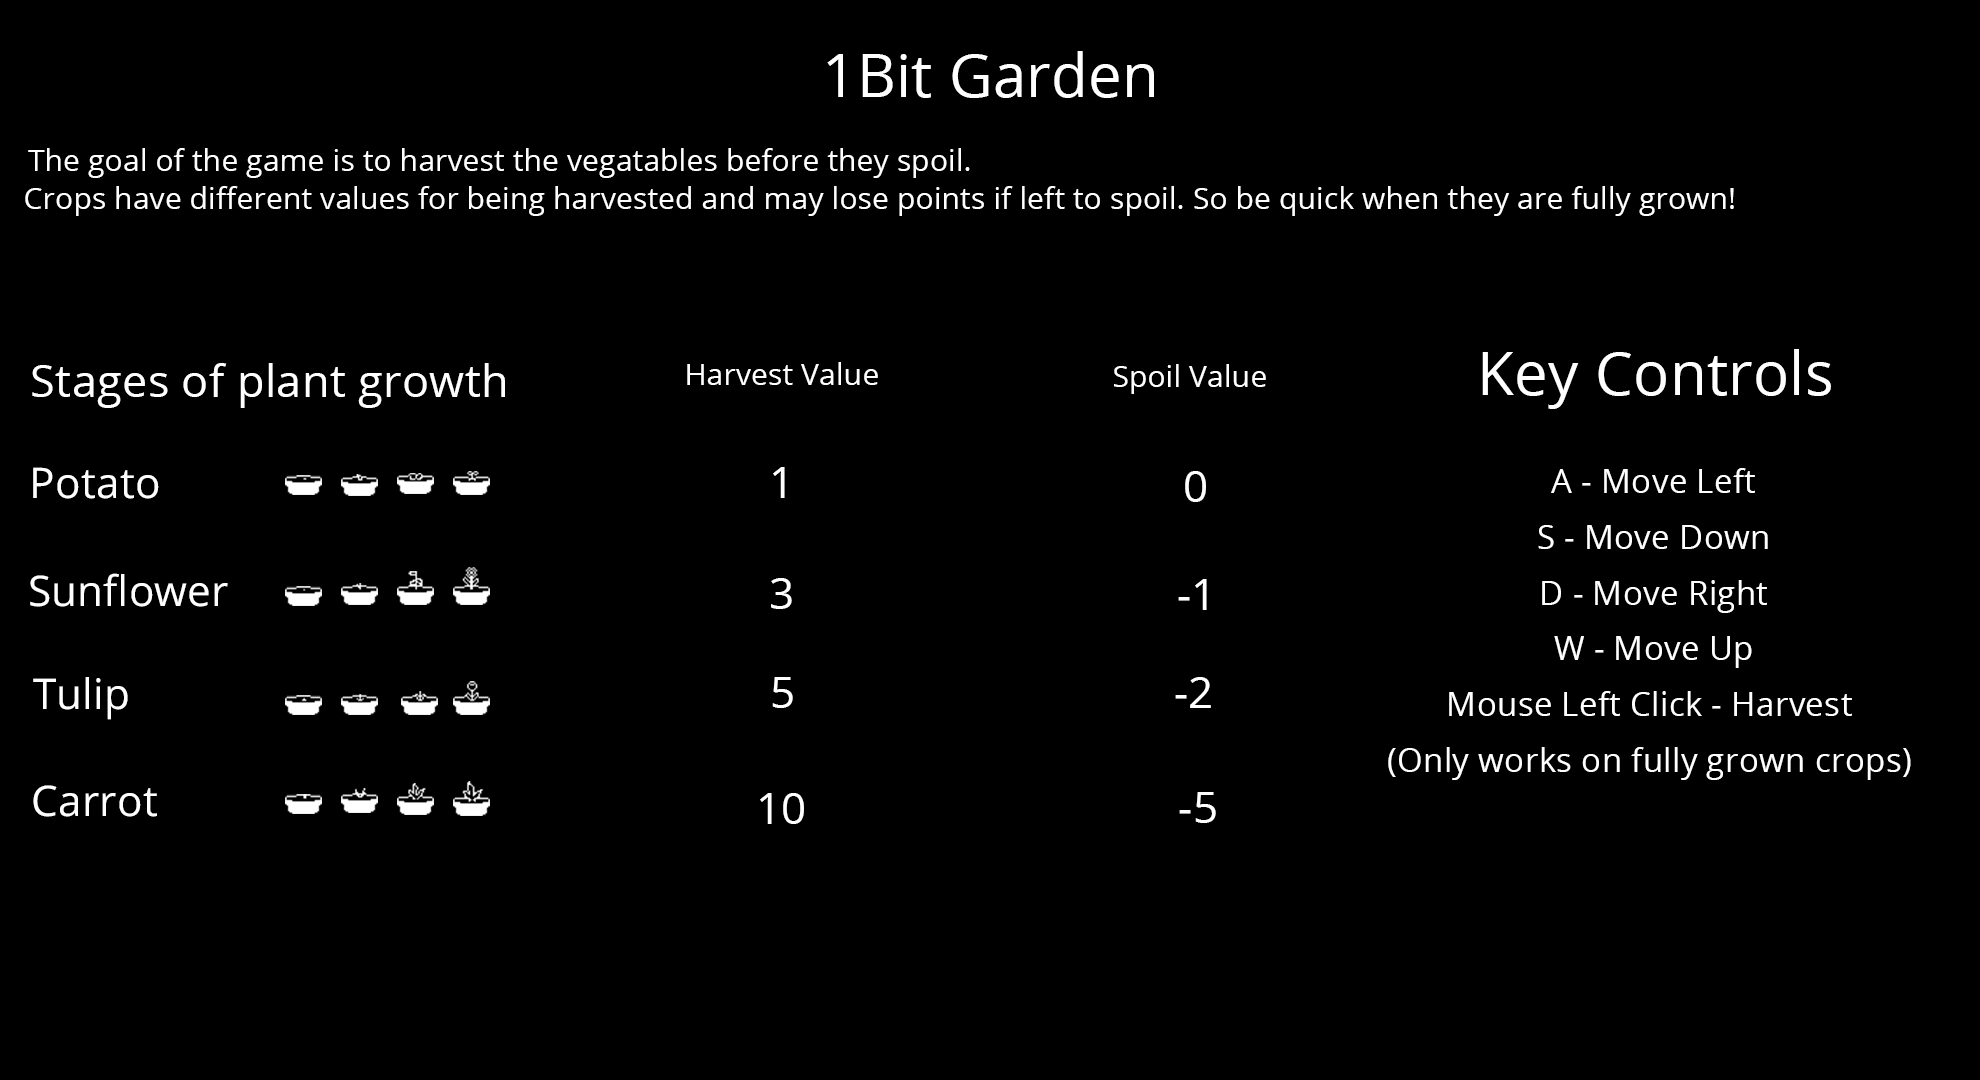 1Bit Garden
The goal of the game is to harvest the vegatables before they spoil.
Crops have different values for being harvested and may lose points if left to spoil. So be quick when they are fully grown!
Stages of plant growth
Harvest Value
Spoil Value
Key Controls
Potato
1
0
A - Move Left
S - Move Down
Sunflower
3
-1
D - Move Right
W - Move Up
Tulip
5
-2
Mouse Left Click - Harvest
(Only works on fully grown crops)
Carrot
10
-5